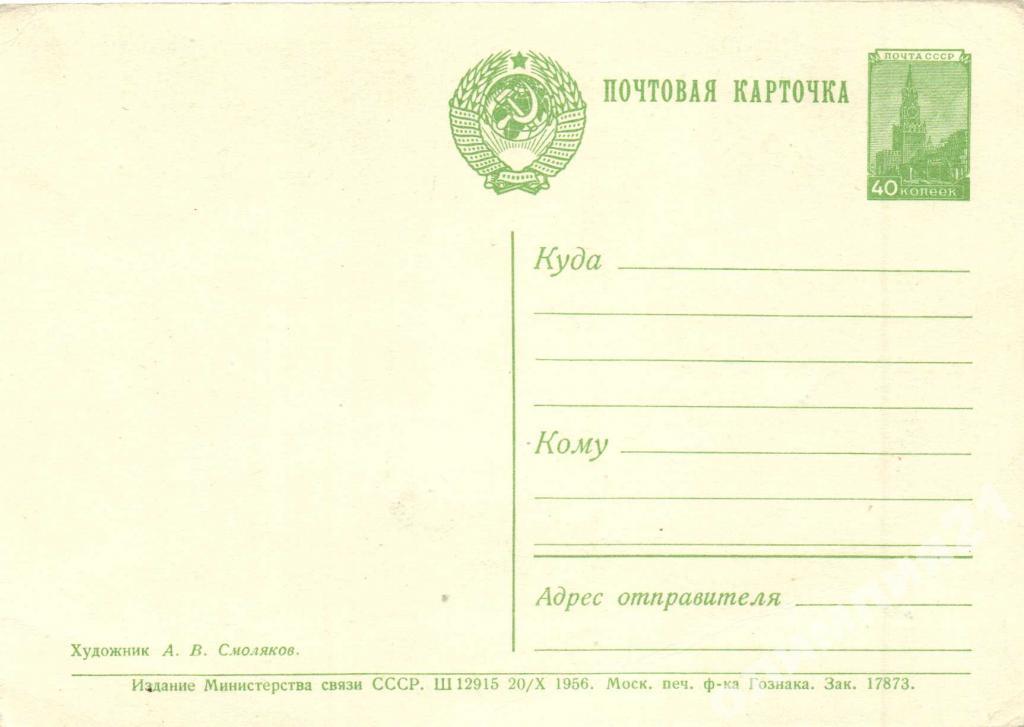 ПОЧТОВАЯ КАРТОЧКА
ПОЧТА СССР
40 копеек
Куда
Кому
Адрес отправителя
Художник А. В. Смоляков.
Издание Министерства связи СССР. Ш 12915 20/X 1956. Моск. печ. ф-ка Гознака. Зак. 17873.